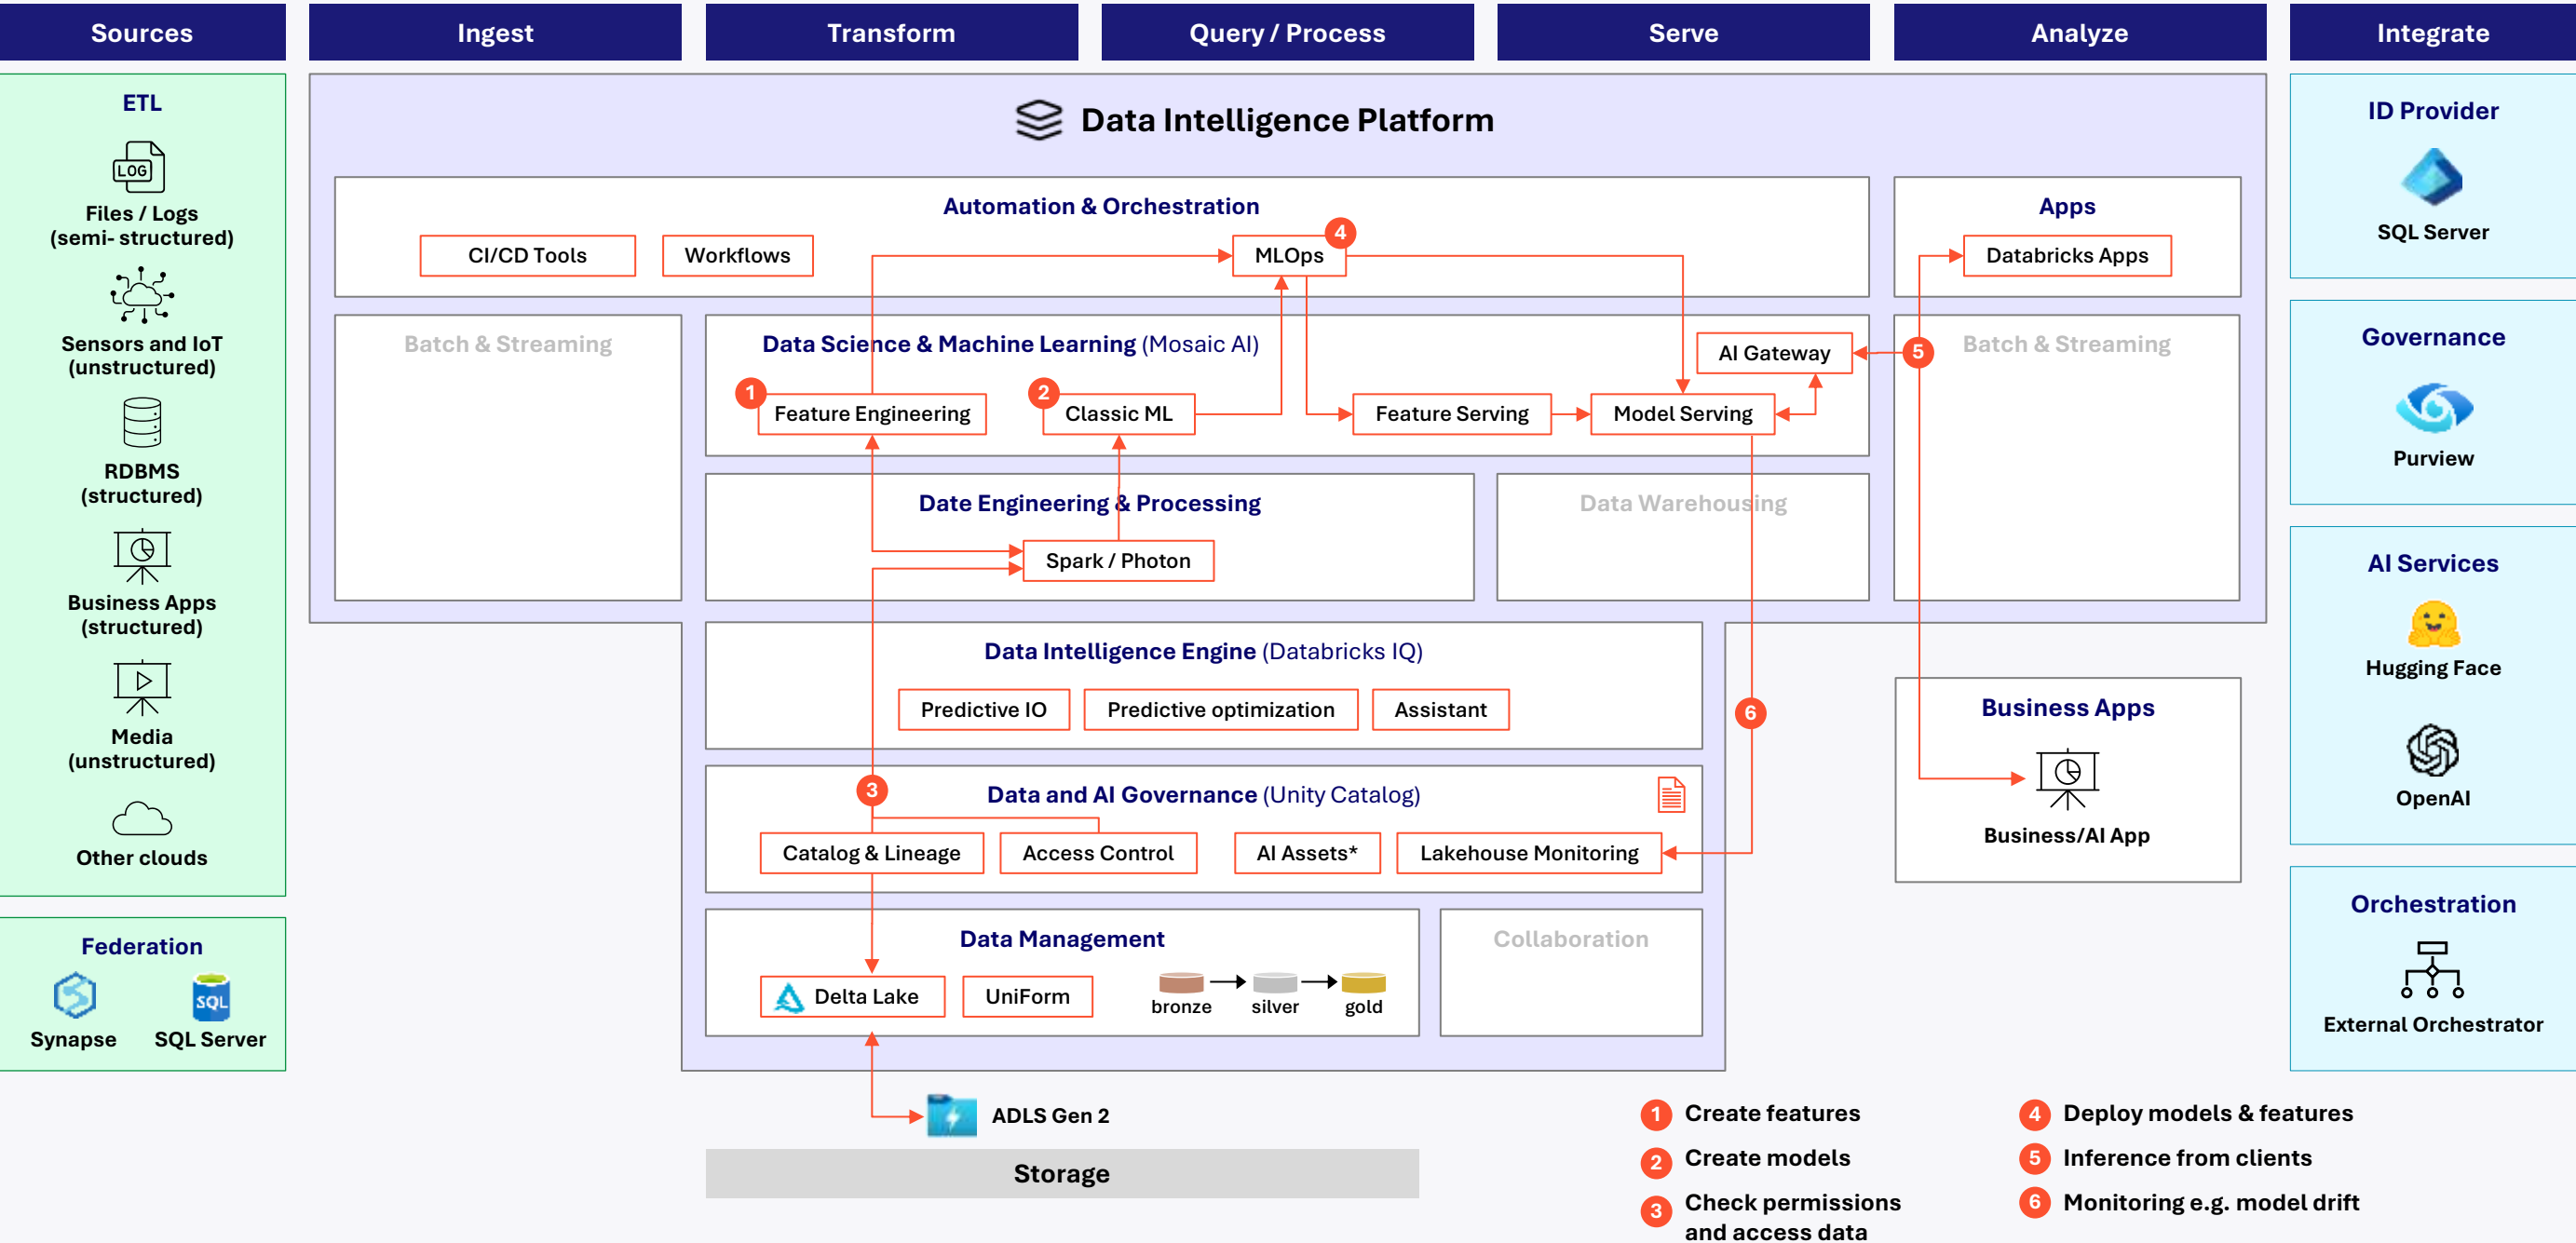 Sources
Ingest
Transform
Query / Process
Serve
Analyze
Integrate
ETL
LOG
Files / Logs
(semi- structured)
Sensors and IoT
(unstructured)
RDBMS
(structured)
Business Apps
(structured)
Media
(unstructured)
Other clouds
Federation
SQL
Synapse
SQL Server
Data Intelligence Platform
Automation & Orchestration
CI/CD Tools
Workflows
MLOps
4
Apps
Databricks Apps
Batch & Streaming
Data Science & Machine Learning (Mosaic AI)
AI Gateway
5
1
Feature Engineering
2
Classic ML
Feature Serving
Model Serving
Batch & Streaming
Date Engineering & Processing
Spark / Photon
Data Warehousing
Data Intelligence Engine (Databricks IQ)
Predictive IO
Predictive optimization
Assistant
6
3
Data and AI Governance (Unity Catalog)
Catalog & Lineage
Access Control
AI Assets*
Lakehouse Monitoring
Data Management
Delta Lake
UniForm
bronze
silver
gold
Collaboration
ADLS Gen 2
Storage
Business Apps
Business/AI App
ID Provider
SQL Server
Governance
Purview
AI Services
Hugging Face
OpenAI
Orchestration
External Orchestrator
1 Create features
2 Create models
3 Check permissions
and access data
4 Deploy models & features
5 Inference from clients
6 Monitoring e.g. model drift